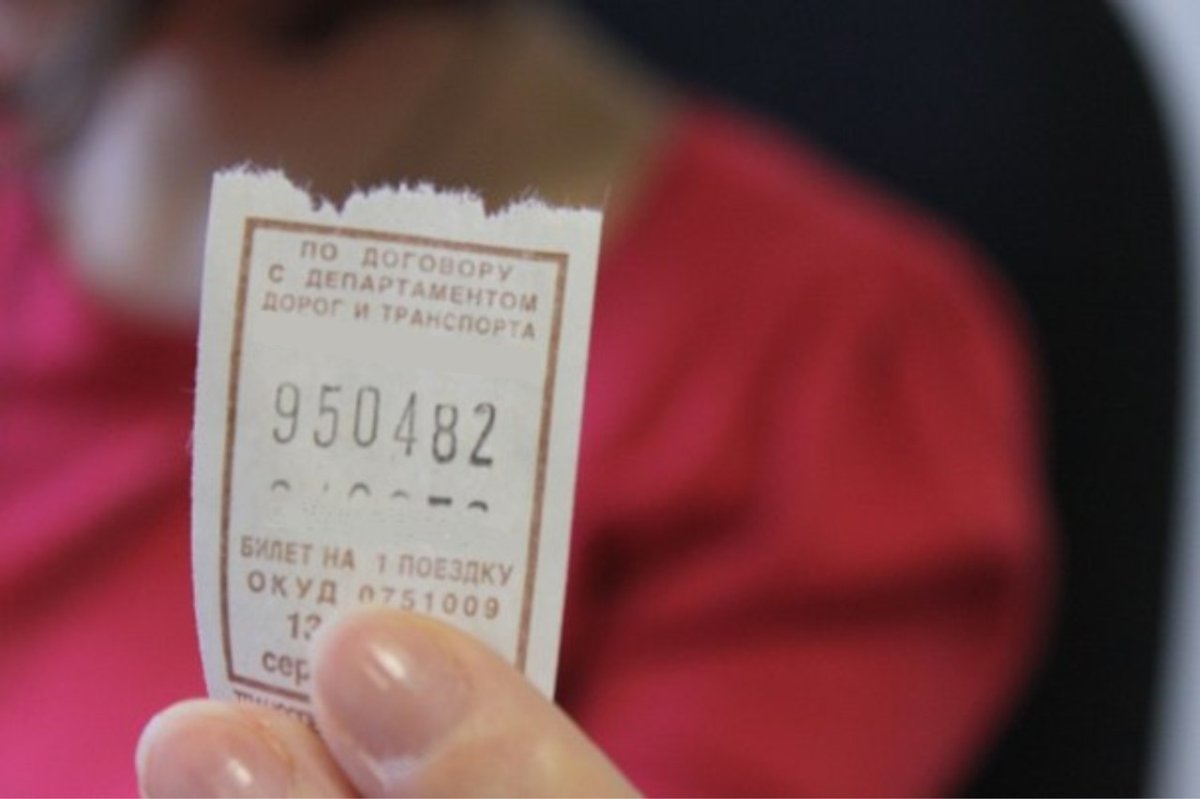 ПО ДОГОВОРУ
С ДЕПАРТАМЕНТОМ
ДОРОГ И ТРАНСПОРТА
950482
БИЛЕТ НА 1 ПОЕЗДКУ
ОКУД 0751009